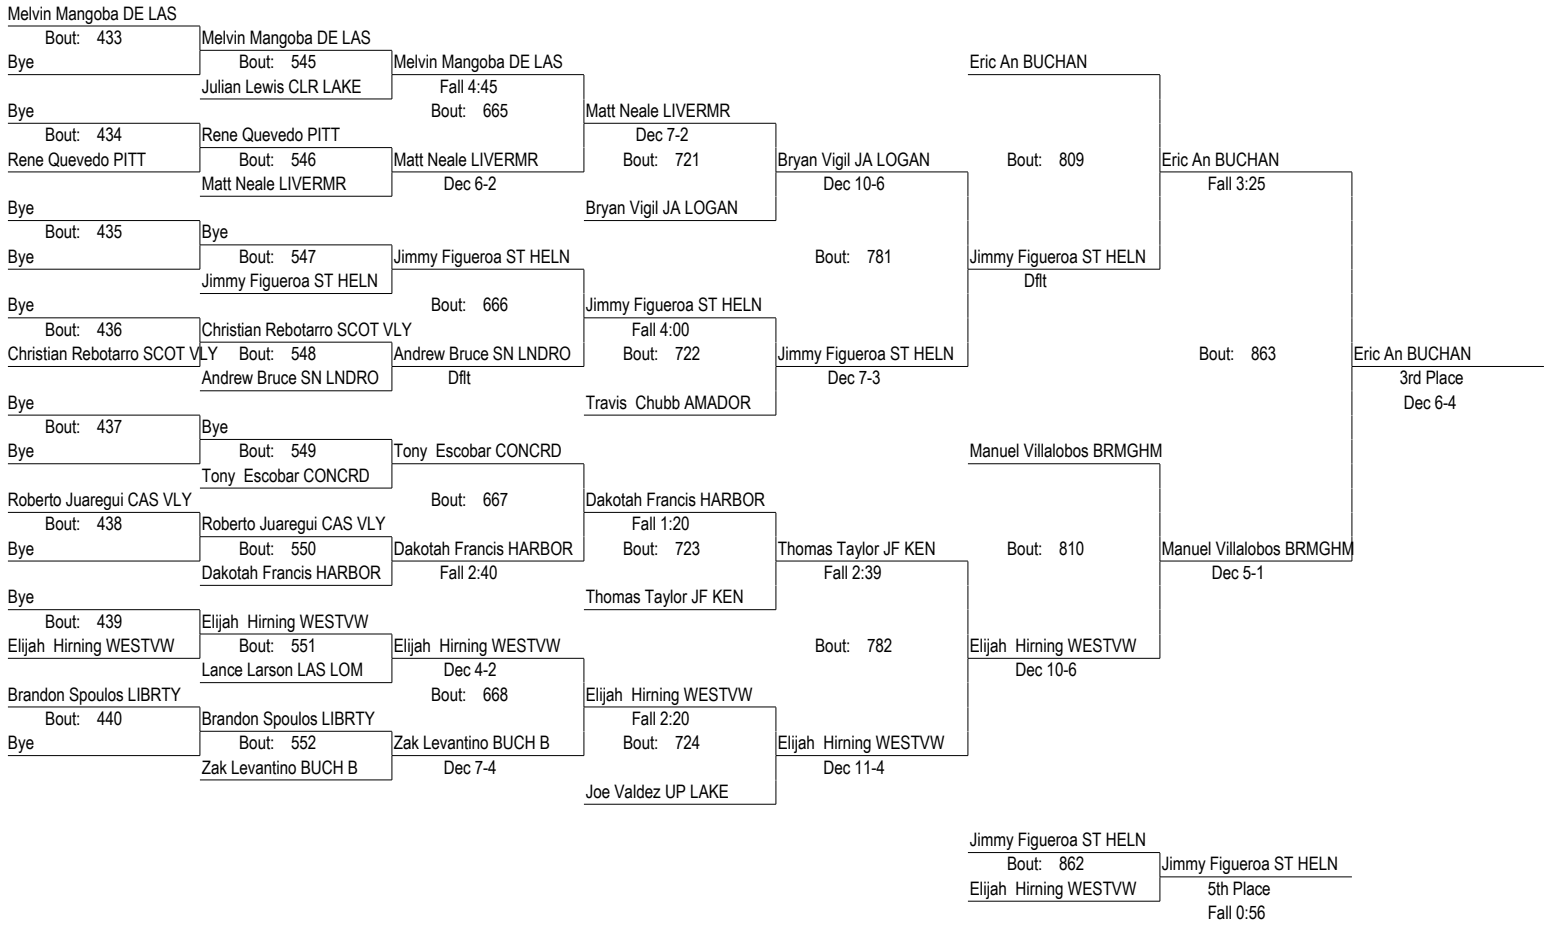 Melvin Mangoba DE LAS
Bout: 433
Bye
Bye
Bout: 434
Rene Quevedo PITT
Bye
Bout: 435
Bye
Bye
Bout: 436
Christian Rebotarro SCOT VLY
Bye
Bout: 437
Bye
Roberto Juaregui CAS VLY
Bout: 438
Bye
Bye
Bout: 439
Elijah Hirning WESTVW
Brandon Spoulos LIBRTY
Bout: 440
Bye
Melvin Mangoba DE LAS
Bout: 545
Julian Lewis CLR LAKE
Rene Quevedo PITT
Bout: 546
Matt Neale LIVERMR
Bye
Bout: 547
Jimmy Figueroa ST HELN
Christian Rebotarro SCOT VLY
Bout: 548
Andrew Bruce SN LNDRO
Bye
Bout: 549
Tony Escobar CONCRD
Roberto Juaregui CAS VLY
Bout: 550
Dakotah Francis HARBOR
Elijah Hirning WESTVW
Bout: 551
Lance Larson LAS LOM
Brandon Spoulos LIBRTY
Bout: 552
Zak Levantino BUCH B
Melvin Mangoba DE LAS
Fall 4:45
Bout: 665
Matt Neale LIVERMR
Dec 6-2
Jimmy Figueroa ST HELN
Bout: 666
Andrew Bruce SN LNDRO
Dflt
Tony Escobar CONCRD
Bout: 667
Dakotah Francis HARBOR
Fall 2:40
Elijah Hirning WESTVW
Dec 4-2
Bout: 668
Zak Levantino BUCH B
Dec 7-4
Matt Neale LIVERMR
Dec 7-2
Bout: 721
Bryan Vigil JA LOGAN
Jimmy Figueroa ST HELN
Fall 4:00
Bout: 722
Travis Chubb AMADOR
Dakotah Francis HARBOR
Fall 1:20
Bout: 723
Thomas Taylor JF KEN
Elijah Hirning WESTVW
Fall 2:20
Bout: 724
Joe Valdez UP LAKE
Bryan Vigil JA LOGAN
Dec 10-6
Bout: 781
Jimmy Figueroa ST HELN
Dec 7-3
Thomas Taylor JF KEN
Fall 2:39
Bout: 782
Elijah Hirning WESTVW
Dec 11-4
Eric An BUCHAN
Bout: 809
Jimmy Figueroa ST HELN
Dflt
Manuel Villalobos BRMGHM
Bout: 810
Elijah Hirning WESTVW
Dec 10-6
Eric An BUCHAN
Fall 3:25
Bout: 863
Manuel Villalobos BRMGHM
Dec 5-1
Eric An BUCHAN
3rd Place
Dec 6-4
Jimmy Figueroa ST HELN
Bout: 862
Elijah Hirning WESTVW
Jimmy Figueroa ST HELN
5th Place
Fall 0:56